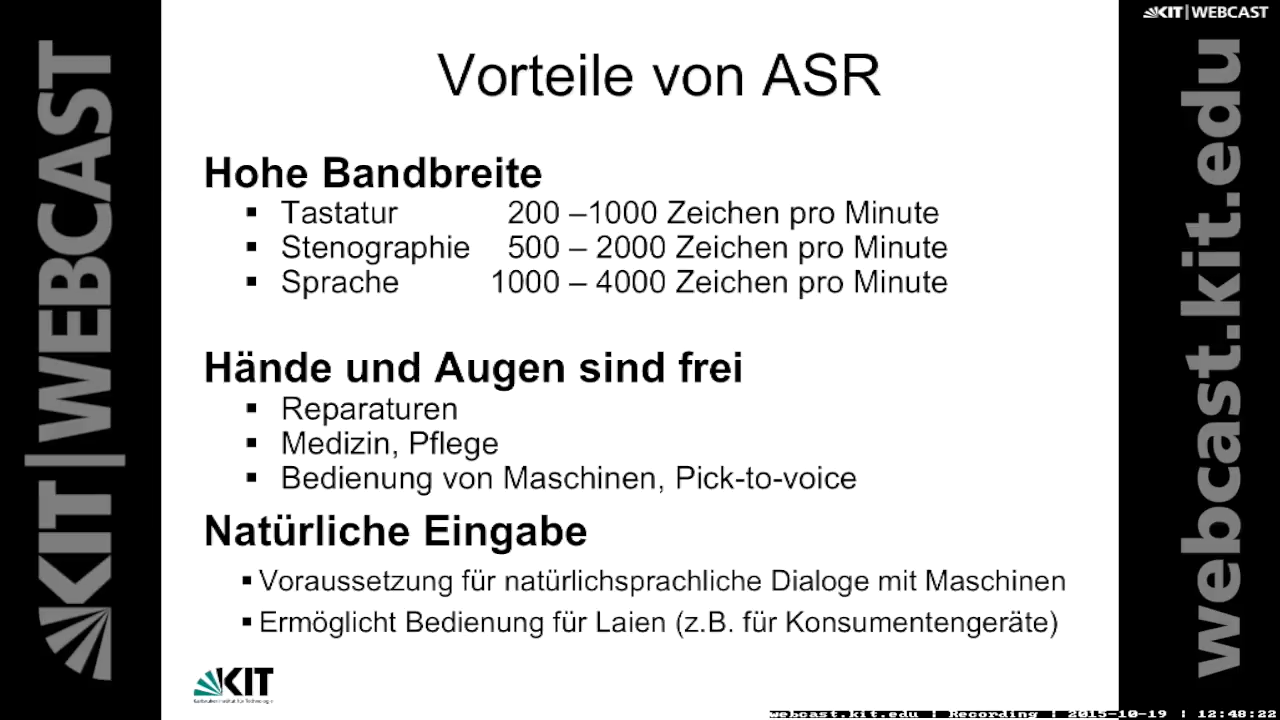 KIT | WEBCAST
KIT | WEBCAST
webcast.kit.edu
Vorteile von ASR
Hohe Bandbreite
▪ Tastatur 200 –1000 Zeichen pro Minute
▪ Stenographie 500 – 2000 Zeichen pro Minute
▪ Sprache 1000 – 4000 Zeichen pro Minute
Hände und Augen sind frei
▪ Reparaturen
▪ Medizin, Pflege
▪ Bedienung von Maschinen, Pick-to-voice
Natürliche Eingabe
▪ Voraussetzung für natürlichsprachliche Dialoge mit Maschinen
▪ Ermöglicht Bedienung für Laien (z.B. für Konsumentengeräte)
KIT
webcast.kit.edu | Recording | 2015-10-19 | 12:48:22